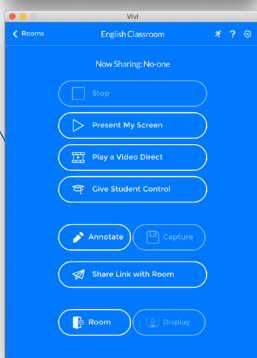 Vivi
Rooms
English Classroom
?
Now Sharing: No-one
Stop
Present My Screen
Play a Video Direct
Give Student Control
Annotate
Capture
Share Link with Room
Room
Display